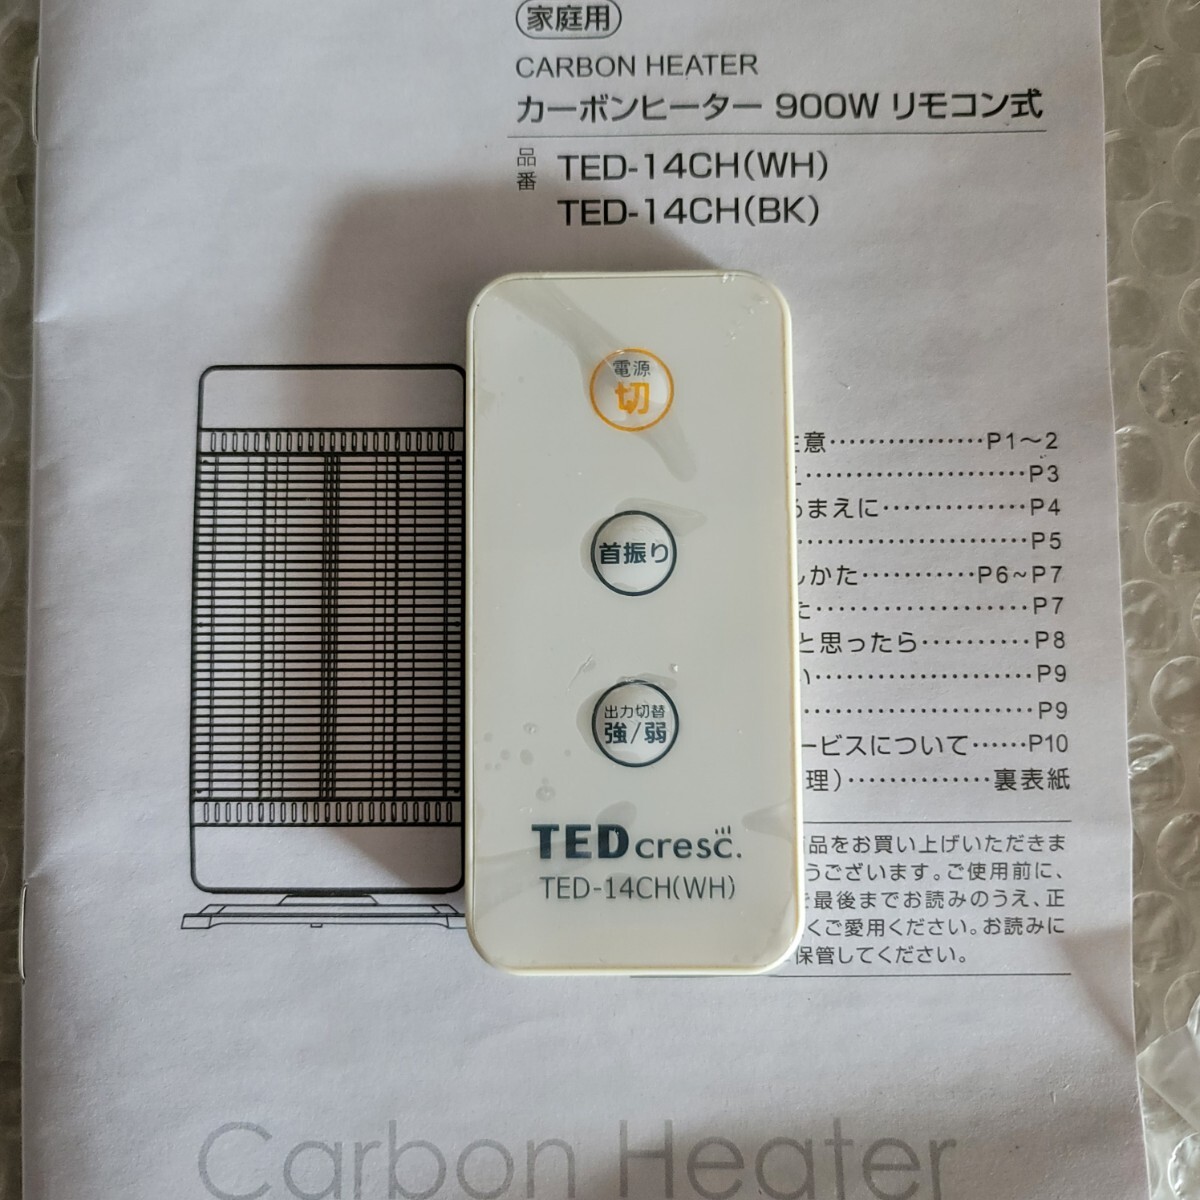 家庭用
CARBON HEATER
カーボンヒーター 900W リモコン式
品番 TED-14CH(WH)
TED-14CH(BK)
電源
切
首振り
出力切替
強/弱
TEDcresc.
TED-14CH(WH)
意················P1〜2
······················P3
まえに··············P4
························P5
かた···········P6~P7
た·····················P7
と思ったら··········P8
い·····················P9
·······················P9
ービスについて······P10
理)··············裏表紙
品をお買い上げいただきま
うございます。ご使用前に、
最後までお読みのうえ、正
くご愛用ください。お読みに
保管してください。
Carbon Heater